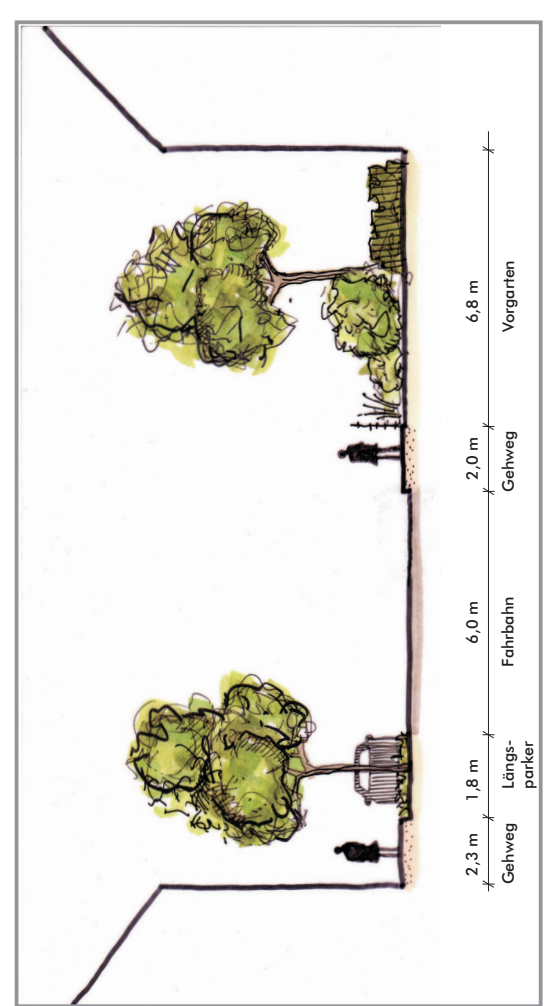 2,3 m
Gehweg
1,8 m
Längs-
parker
6,0 m
Fahrbahn
2,0 m
Gehweg
6,8 m
Vorgarten